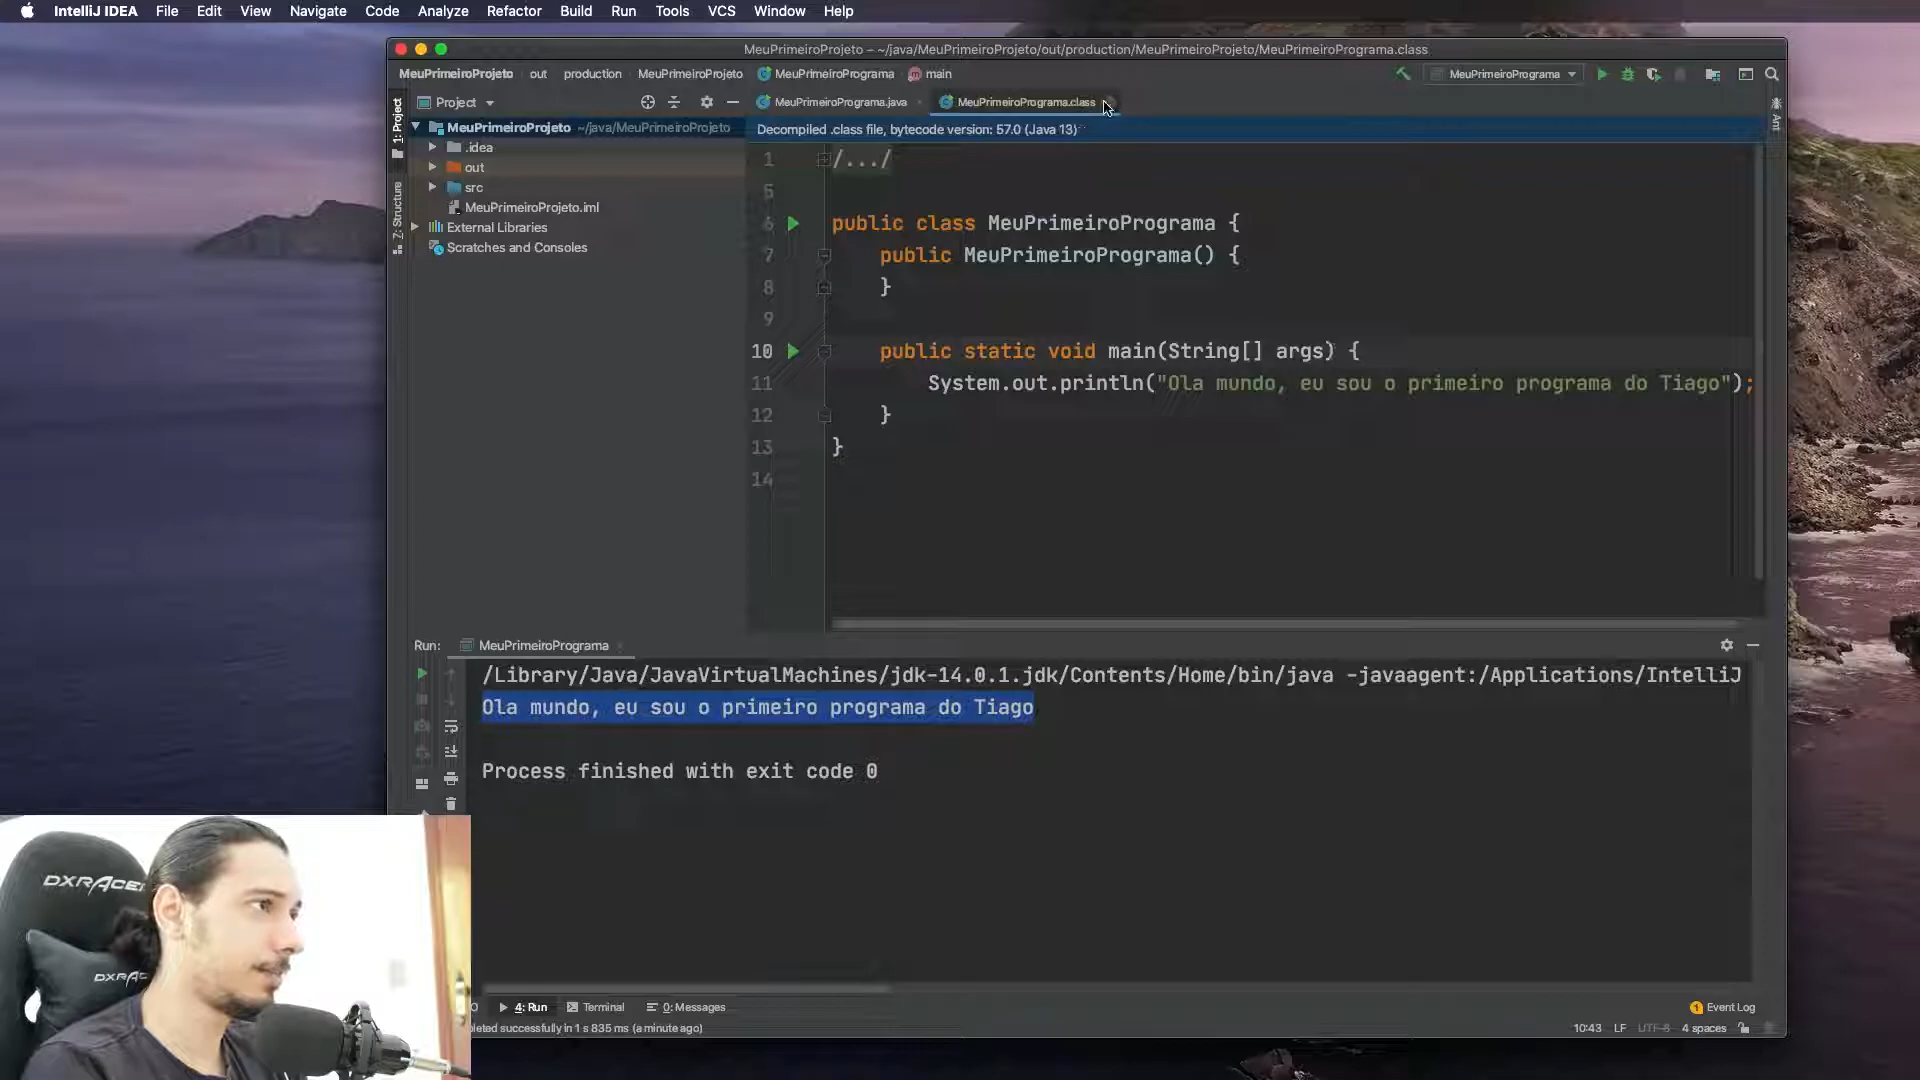 IntelliJ IDEA File Edit View Navigate Code Analyze Refactor Build Run Tools VCS Window Help
MeuPrimeiroProjeto – ~/java/MeuPrimeiroProjeto/out/production/MeuPrimeiroProjeto/MeuPrimeiroPrograma.class
MeuPrimeiroProjeto out production MeuPrimeiroProjeto MeuPrimeiroPrograma main MeuPrimeiroPrograma
1: Project
Project
MeuPrimeiroPrograma.java MeuPrimeiroPrograma.class
Ant
MeuPrimeiroProjeto ~/java/MeuPrimeiroProjeto
Decompiled .class file, bytecode version: 57.0 (Java 13)
.idea
out
src
MeuPrimeiroProjeto.iml
External Libraries
Scratches and Consoles
Z: Structure
1 /.../
5
6 public class MeuPrimeiroPrograma {
7 public MeuPrimeiroPrograma() {
8 }
9
10 public static void main(String[] args) {
11 System.out.println("Ola mundo, eu sou o primeiro programa do Tiago");
12 }
13 }
14
Run: MeuPrimeiroPrograma
/Library/Java/JavaVirtualMachines/jdk-14.0.1.jdk/Contents/Home/bin/java -javaagent:/Applications/IntelliJ
Ola mundo, eu sou o primeiro programa do Tiago
Process finished with exit code 0
DXRACER
DXRA
4: Run Terminal 0: Messages
1 Event Log
successfully in 1 s 835 ms (a minute ago)
10:43 LF UTF-8 4 spaces